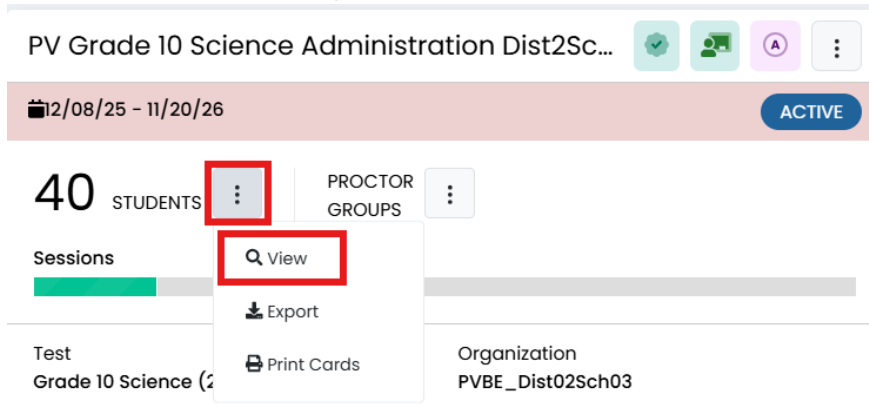 PV Grade 10 Science Administration Dist2Sc...
A
12/08/25 - 11/20/26
ACTIVE
40 STUDENTS
PROCTOR
GROUPS
Sessions
View
Export
Print Cards
Test
Grade 10 Science (2
Organization
PVBE_Dist02Sch03